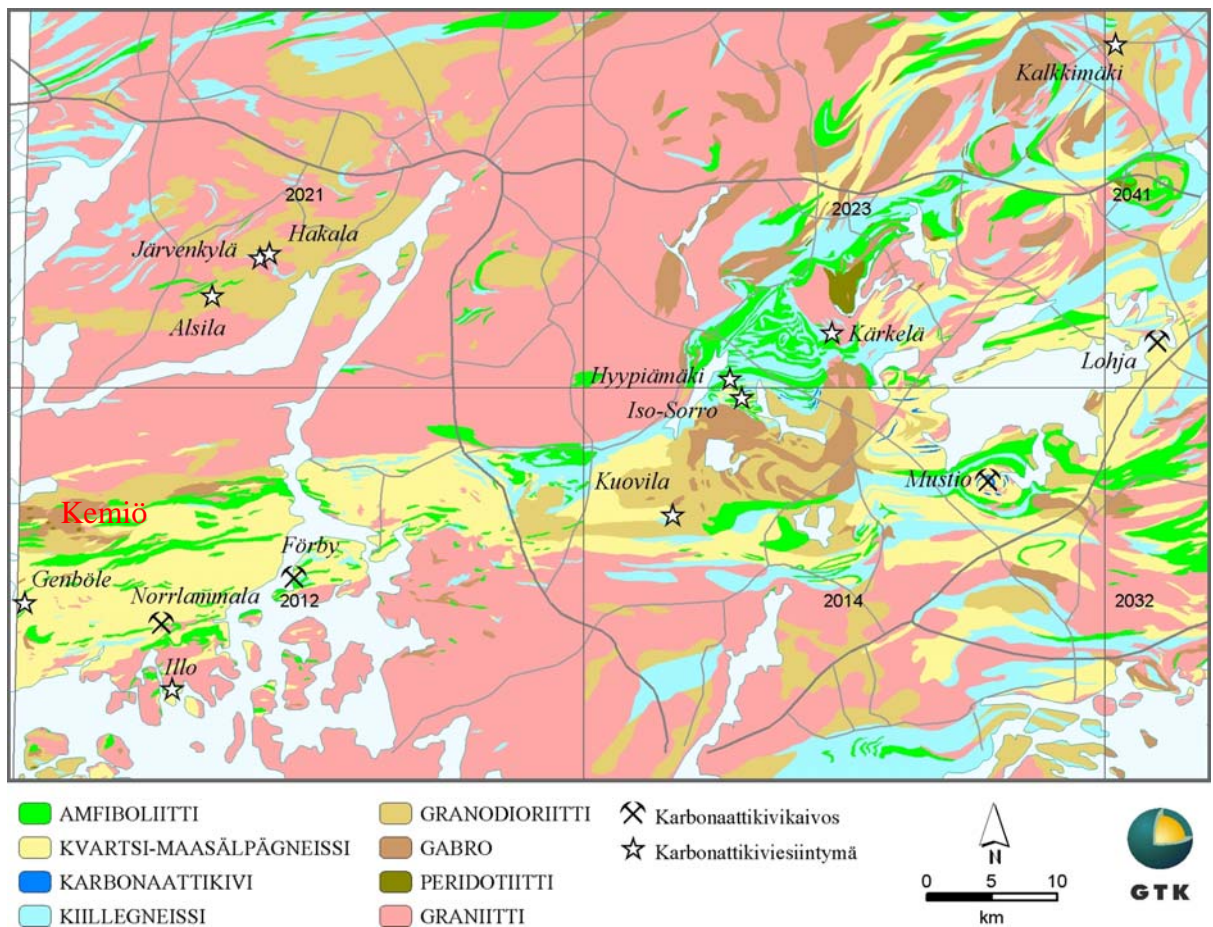 Kalkkimäki
2021
2023
2041
Järvenkylä
Hakala
Alsila
Kärkelä
Lohja
Hyypiämäki
Iso-Sorro
Kuovila
Mustio
Kemiö
Förby
Genböle
Norrlammala
2012
2014
2032
Illo
AMFIBOLIITTI
KVARTSI-MAASÄLPÄGNEISSI
KARBONAATTIKIVI
KIILLEGNEISSI
GRANODIORIITTI
GABRO
PERIDOTIITTI
GRANIITTI
Karbonaattikivikaivos
Karbonattikiviesiintymä
N
0 5 10
km
GTK